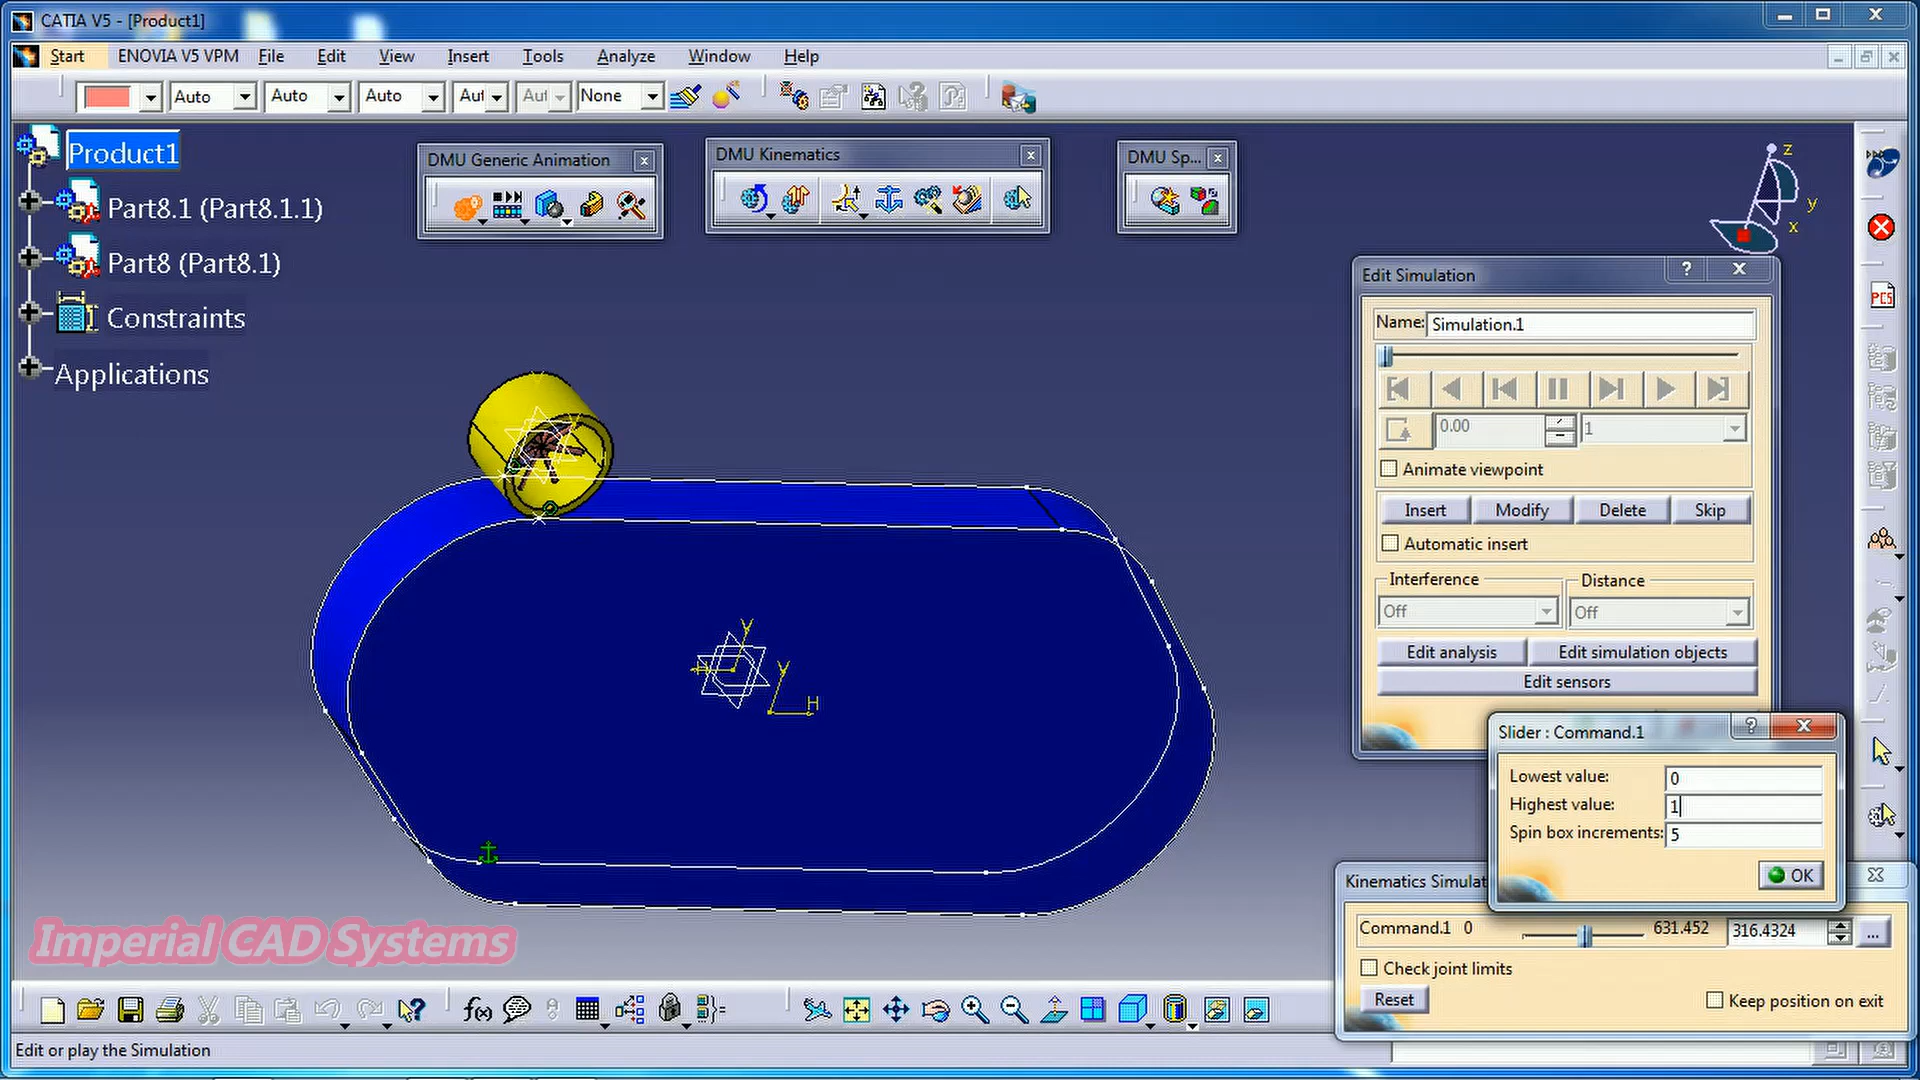 CATIA V5 - [Product1]
Start ENOVIA V5 VPM File Edit View Insert Tools Analyze Window Help
Auto Auto Auto Aut Aut None
Product1
Part8.1 (Part8.1.1)
Part8 (Part8.1)
Constraints
Applications
DMU Generic Animation
DMU Kinematics
DMU Sp...
z
y
x
PCS
Edit Simulation
Name: Simulation.1
0.00 1
Animate viewpoint
Insert Modify Delete Skip
Automatic insert
Interference Distance
Off Off
Edit analysis Edit simulation objects
Edit sensors
y
y
H
Slider : Command.1
Lowest value: 0
Highest value: 1
Spin box increments: 5
OK
Kinematics Simulat
Command.1 0 631.452 316.4324 ...
Check joint limits
Reset
Keep position on exit
Imperial CAD Systems
f(x)
Edit or play the Simulation